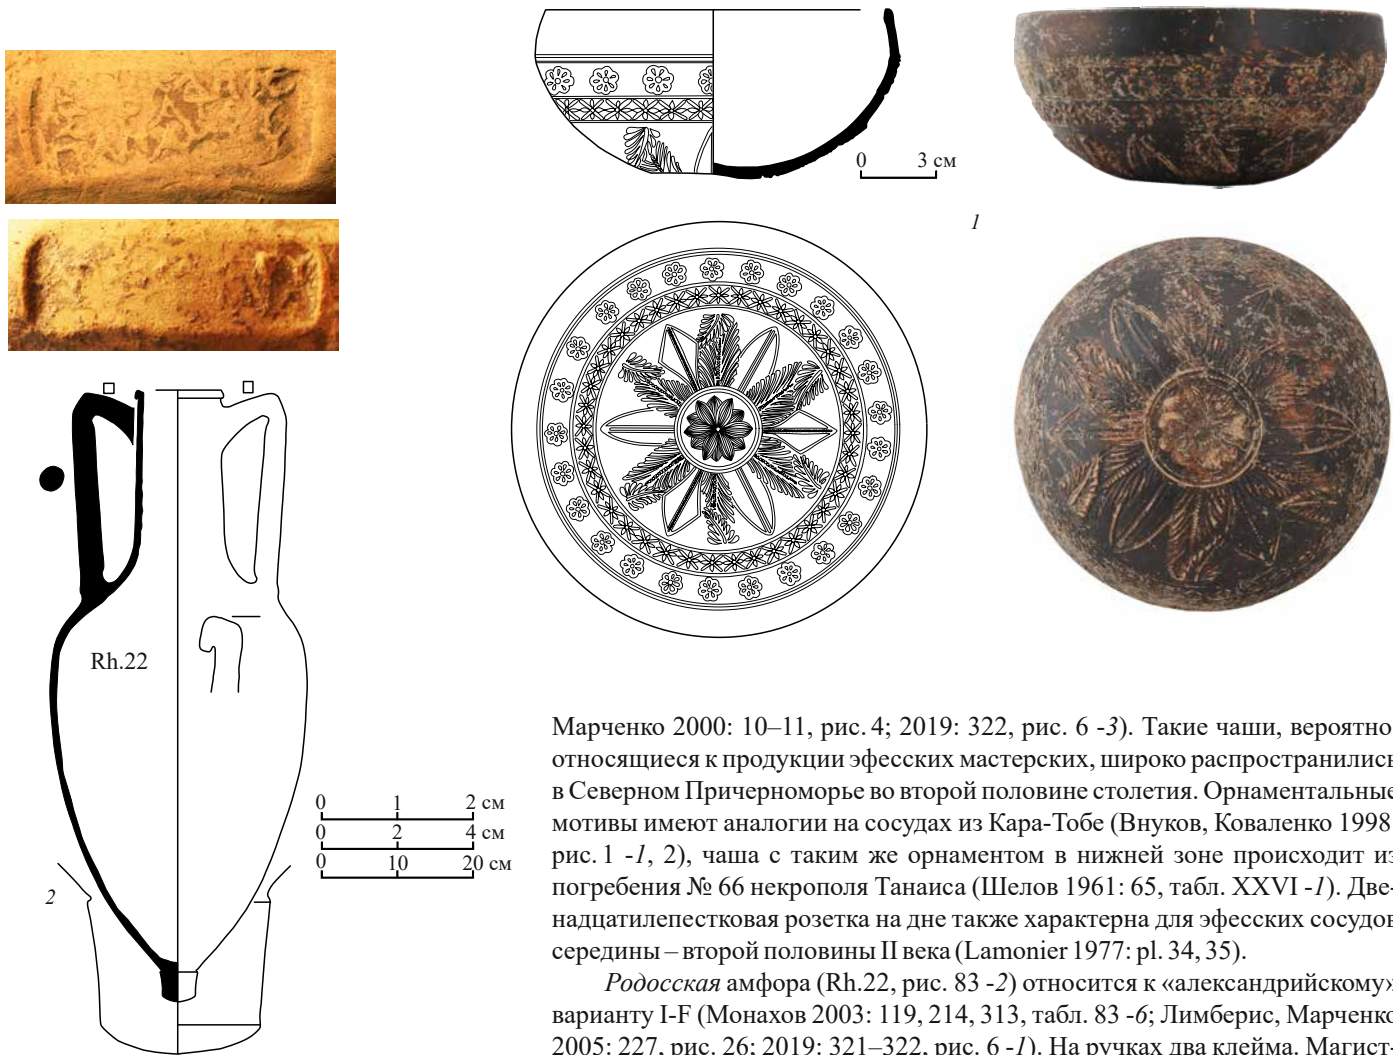 0 3 см
1
Rh.22
0 1 2 см
0 2 4 см
0 10 20 см
2
Марченко 2000: 10–11, рис. 4; 2019: 322, рис. 6 -3). Такие чаши, вероятно
относящиеся к продукции эфесских мастерских, широко распространились
в Северном Причерноморье во второй половине столетия. Орнаментальные
мотивы имеют аналогии на сосудах из Кара-Тобе (Внуков, Коваленко 1998
рис. 1 -1, 2), чаша с таким же орнаментом в нижней зоне происходит из
погребения № 66 некрополя Танаиса (Шелов 1961: 65, табл. XXVI -1). Две-
надцатилепестковая розетка на дне также характерна для эфесских сосудов
середины – второй половины II века (Lamonier 1977: pl. 34, 35).
Родосская амфора (Rh.22, рис. 83 -2) относится к «александрийскому»
варианту I-F (Монахов 2003: 119, 214, 313, табл. 83 -6; Лимберис, Марченко
2005: 227, рис. 26; 2019: 321–322, рис. 6 -1). На ручках два клейма. Магист-